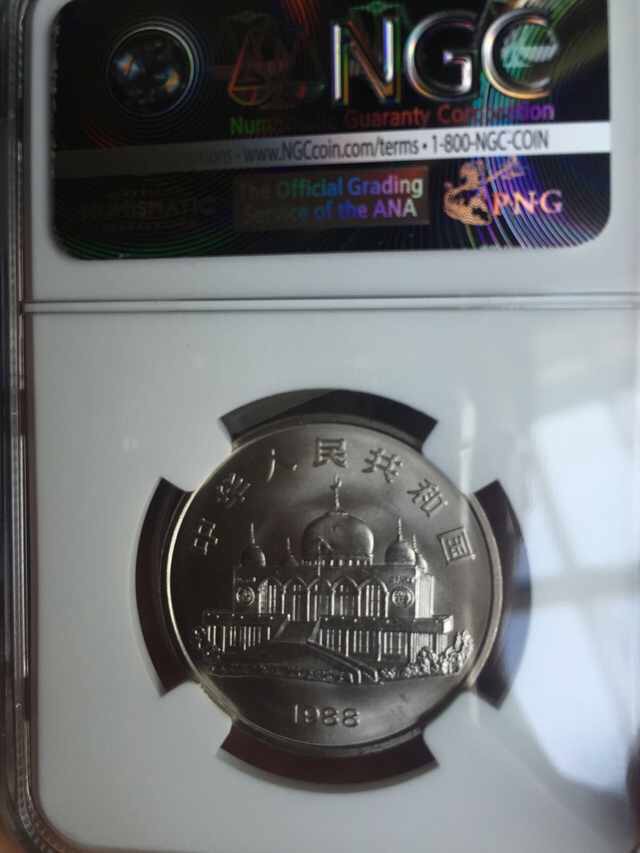 NGC
Numismatic Guaranty Corporation
www.NGCcoin.com/terms • 1-800-NGC-COIN
The Official Grading
Service of the ANA
PNG
中华人民共和国
1988